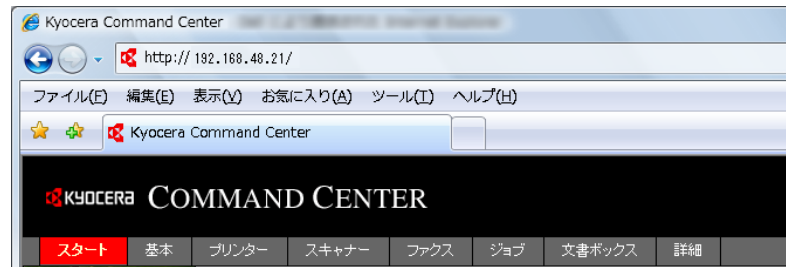 Kyocera Command Center
http:// 192.168.48.21/
ファイル(F) 編集(E) 表示(V) お気に入り(A) ツール(T) ヘルプ(H)
Kyocera Command Center
KYOCERA COMMAND CENTER
スタート 基本 プリンター スキャナー ファクス ジョブ 文書ボックス 詳細